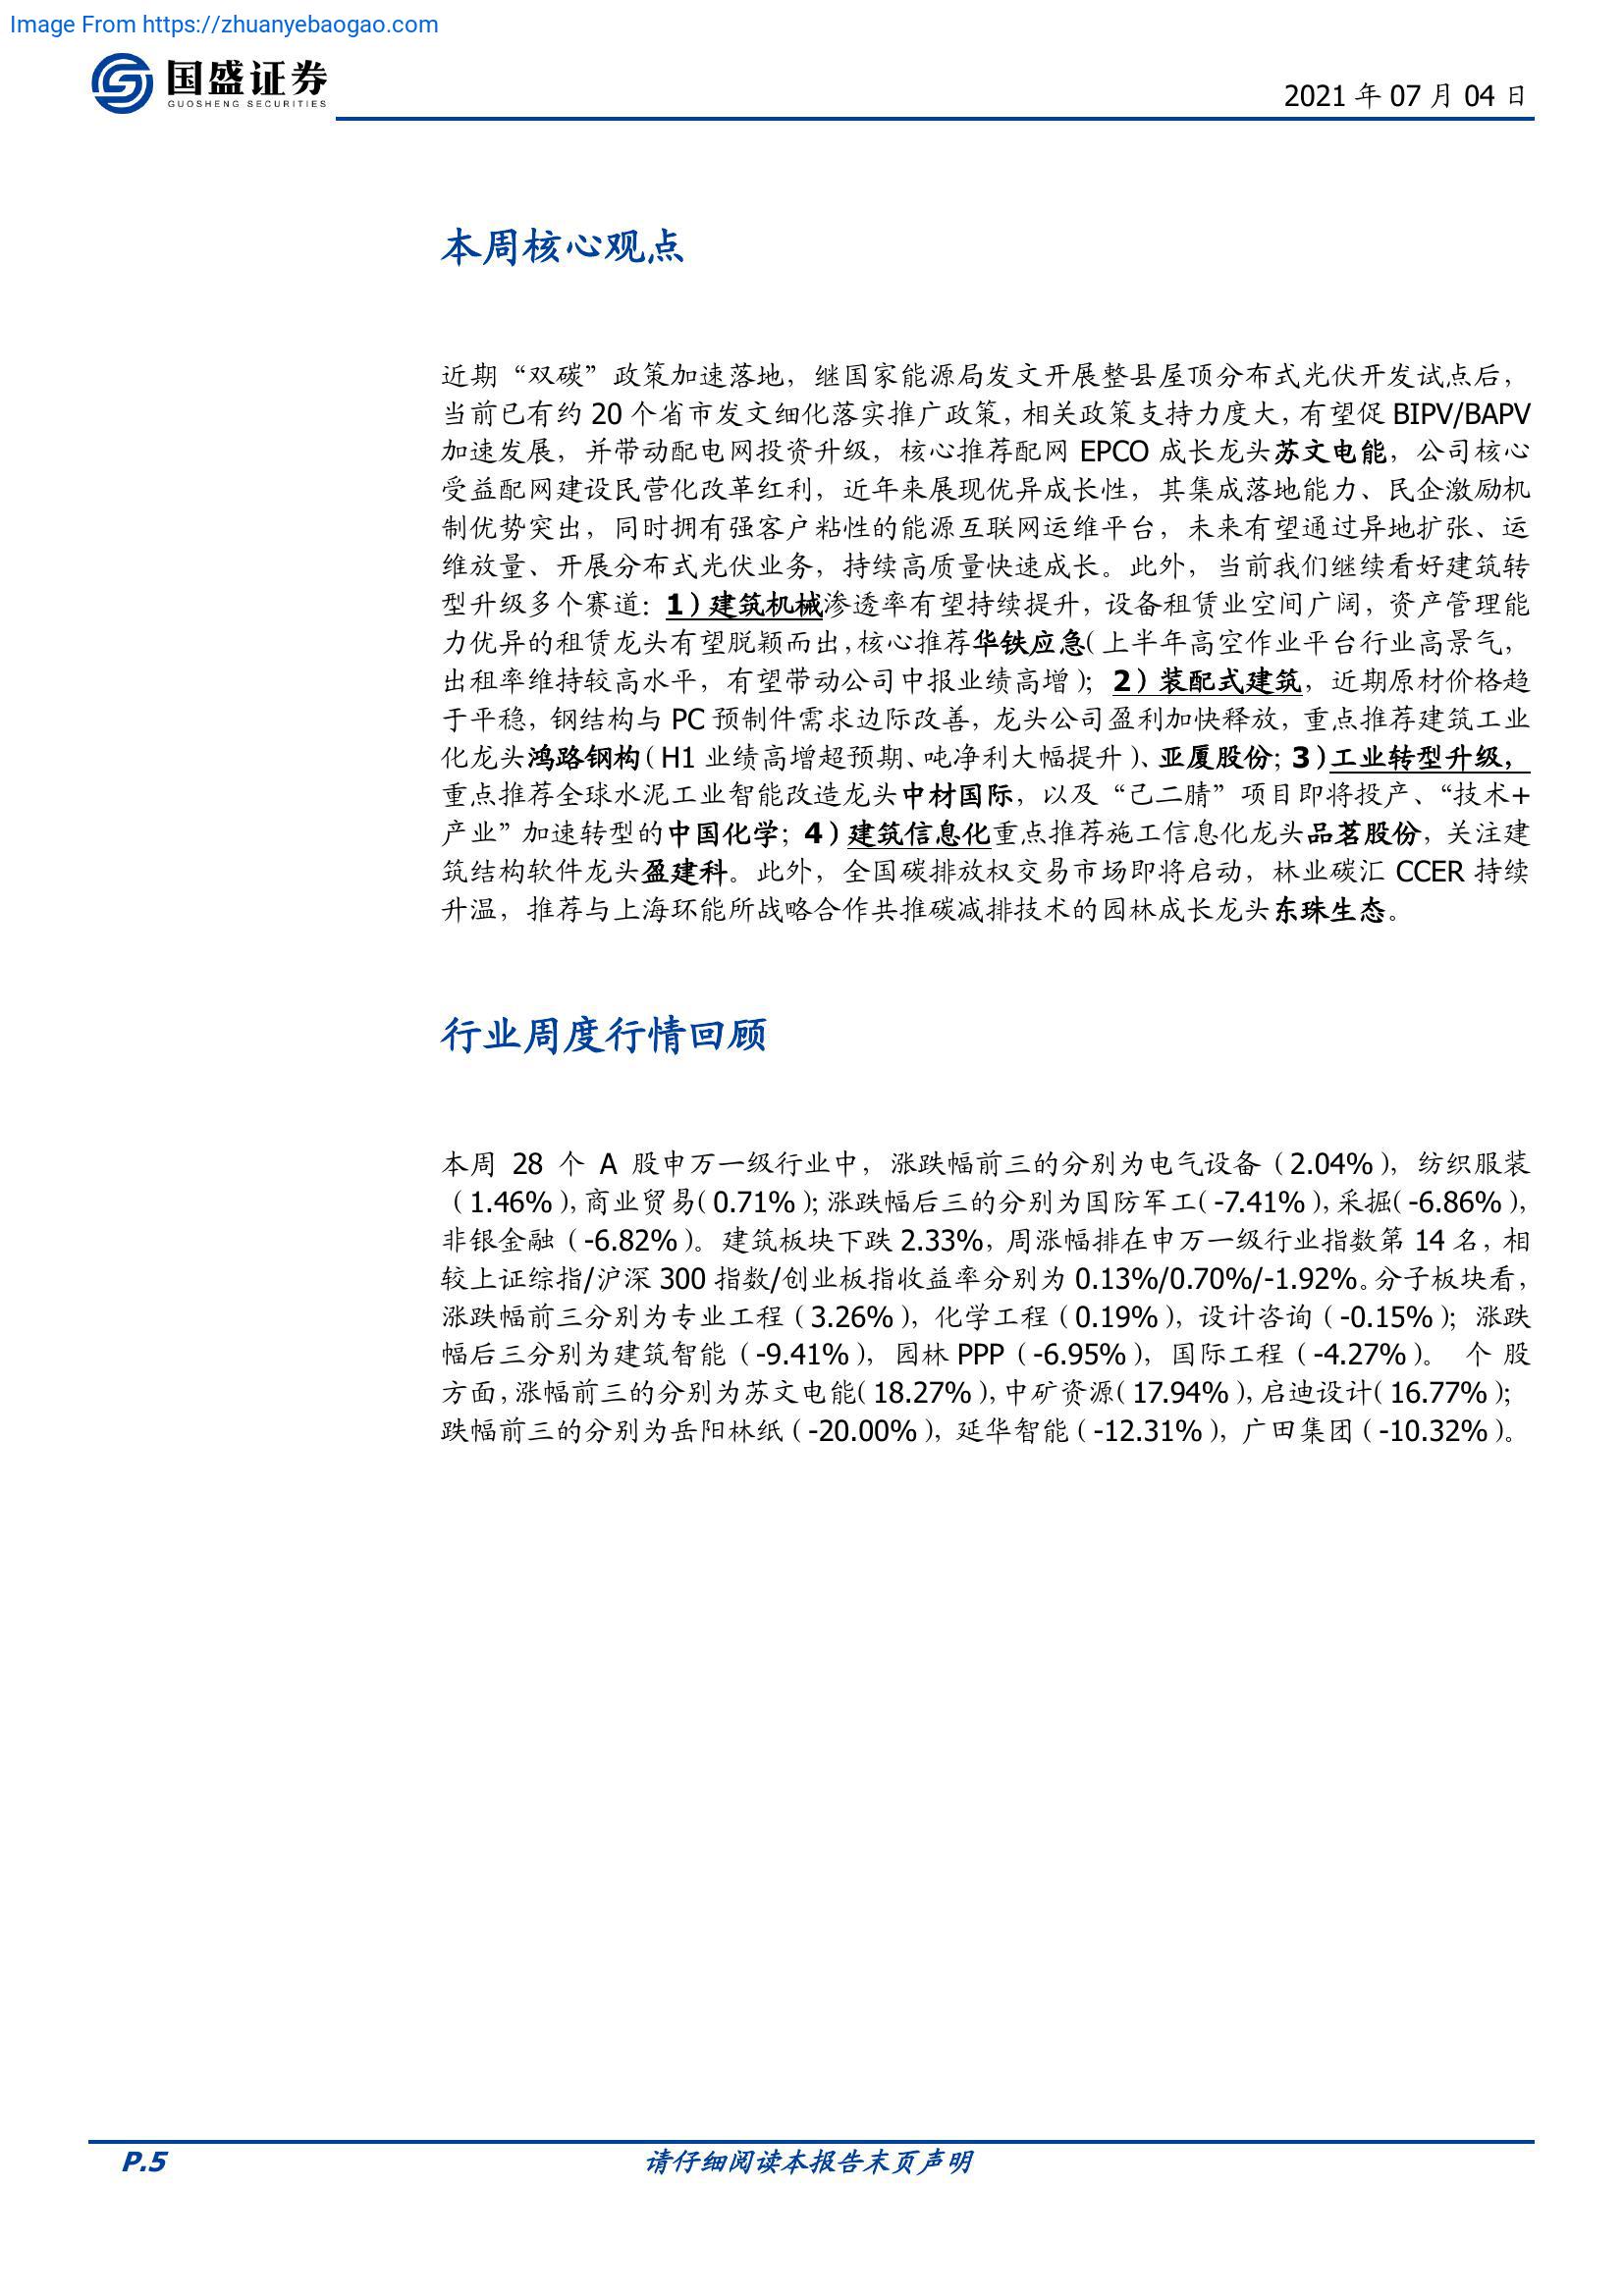 Image From https://zhuanyebaogao.com
国盛证券
GUOSHENG SECURITIES
2021 年 07 月 04 日
本周核心观点
近期“双碳”政策加速落地，继国家能源局发文开展整县屋顶分布式光伏开发试点后，
当前已有约 20 个省市发文细化落实推广政策，相关政策支持力度大，有望促 BIPV/BAPV
加速发展，并带动配电网投资升级，核心推荐配网 EPCO 成长龙头苏文电能，公司核心
受益配网建设民营化改革红利，近年来展现优异成长性，其集成落地能力、民企激励机
制优势突出，同时拥有强客户粘性的能源互联网运维平台，未来有望通过异地扩张、运
维放量、开展分布式光伏业务，持续高质量快速成长。此外，当前我们继续看好建筑转
型升级多个赛道：1）建筑机械渗透率有望持续提升，设备租赁业空间广阔，资产管理能
力优异的租赁龙头有望脱颖而出，核心推荐华铁应急（上半年高空作业平台行业高景气，
出租率维持较高水平，有望带动公司中报业绩高增）；2）装配式建筑，近期原材价格趋
于平稳，钢结构与 PC 预制件需求边际改善，龙头公司盈利加快释放，重点推荐建筑工业
化龙头鸿路钢构（H1 业绩高增超预期、吨净利大幅提升）、亚厦股份；3）工业转型升级，
重点推荐全球水泥工业智能改造龙头中材国际，以及“己二腈”项目即将投产、“技术+
产业”加速转型的中国化学；4）建筑信息化重点推荐施工信息化龙头品茗股份，关注建
筑结构软件龙头盈建科。此外，全国碳排放权交易市场即将启动，林业碳汇 CCER 持续
升温，推荐与上海环能所战略合作共推碳减排技术的园林成长龙头东珠生态。
行业周度行情回顾
本周 28 个 A 股申万一级行业中，涨跌幅前三的分别为电气设备（2.04%），纺织服装
（1.46%），商业贸易（0.71%）；涨跌幅后三的分别为国防军工（-7.41%），采掘（-6.86%），
非银金融（-6.82%）。建筑板块下跌 2.33%，周涨幅排在申万一级行业指数第 14 名，相
较上证综指/沪深 300 指数/创业板指收益率分别为 0.13%/0.70%/-1.92%。分子板块看，
涨跌幅前三分别为专业工程（3.26%），化学工程（0.19%），设计咨询（-0.15%）；涨跌
幅后三分别为建筑智能（-9.41%），园林 PPP（-6.95%），国际工程（-4.27%）。 个 股
方面，涨幅前三的分别为苏文电能（18.27%），中矿资源（17.94%），启迪设计（16.77%）；
跌幅前三的分别为岳阳林纸（-20.00%），延华智能（-12.31%），广田集团（-10.32%）。
P.5
请仔细阅读本报告末页声明